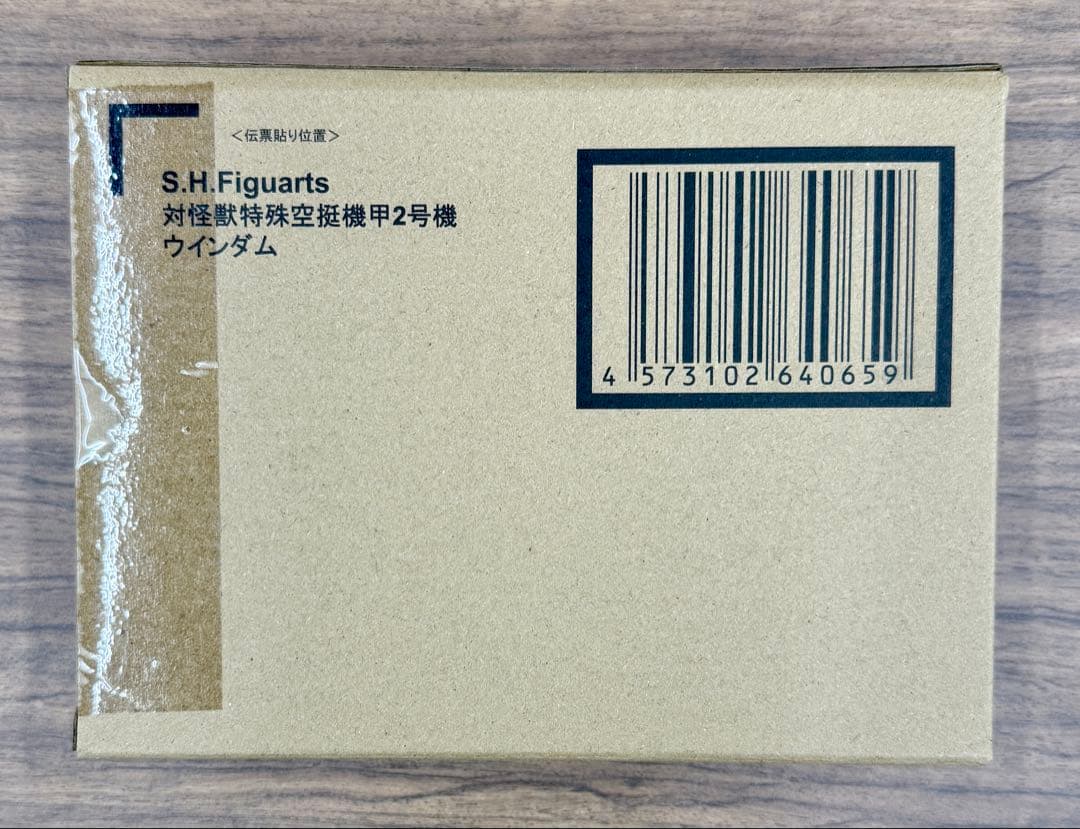 <伝票貼り位置>
S.H.Figuarts
対怪獣特殊空挺機甲2号機
ウインダム
4 573102 640659